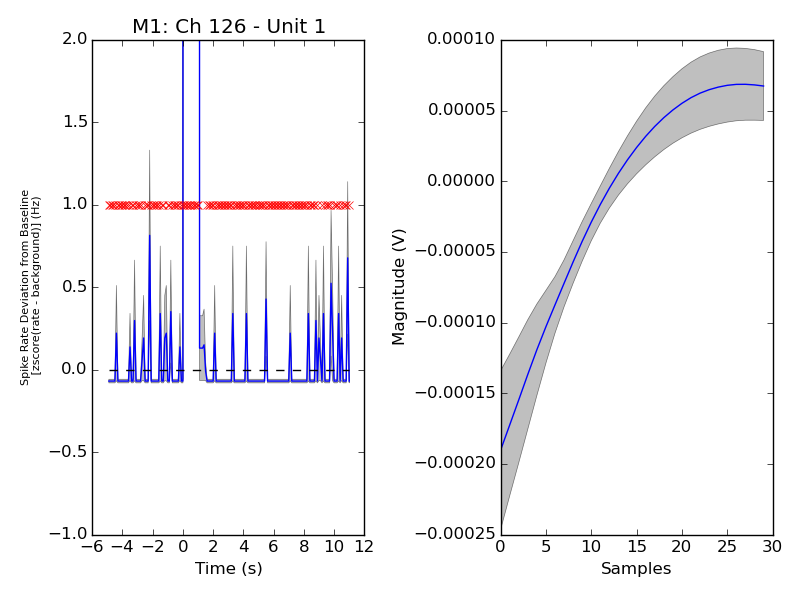 M1: Ch 126 - Unit 1
2.0
1.5
1.0
0.5
0.0
−0.5
−1.0
−6 −4 −2 0 2 4 6 8 10 12
Time (s)
Spike Rate Deviation from Baseline
[zscore(rate - background)] (Hz)
0.00010
0.00005
0.00000
−0.00005
−0.00010
−0.00015
−0.00020
−0.00025
0 5 10 15 20 25 30
Samples
Magnitude (V)